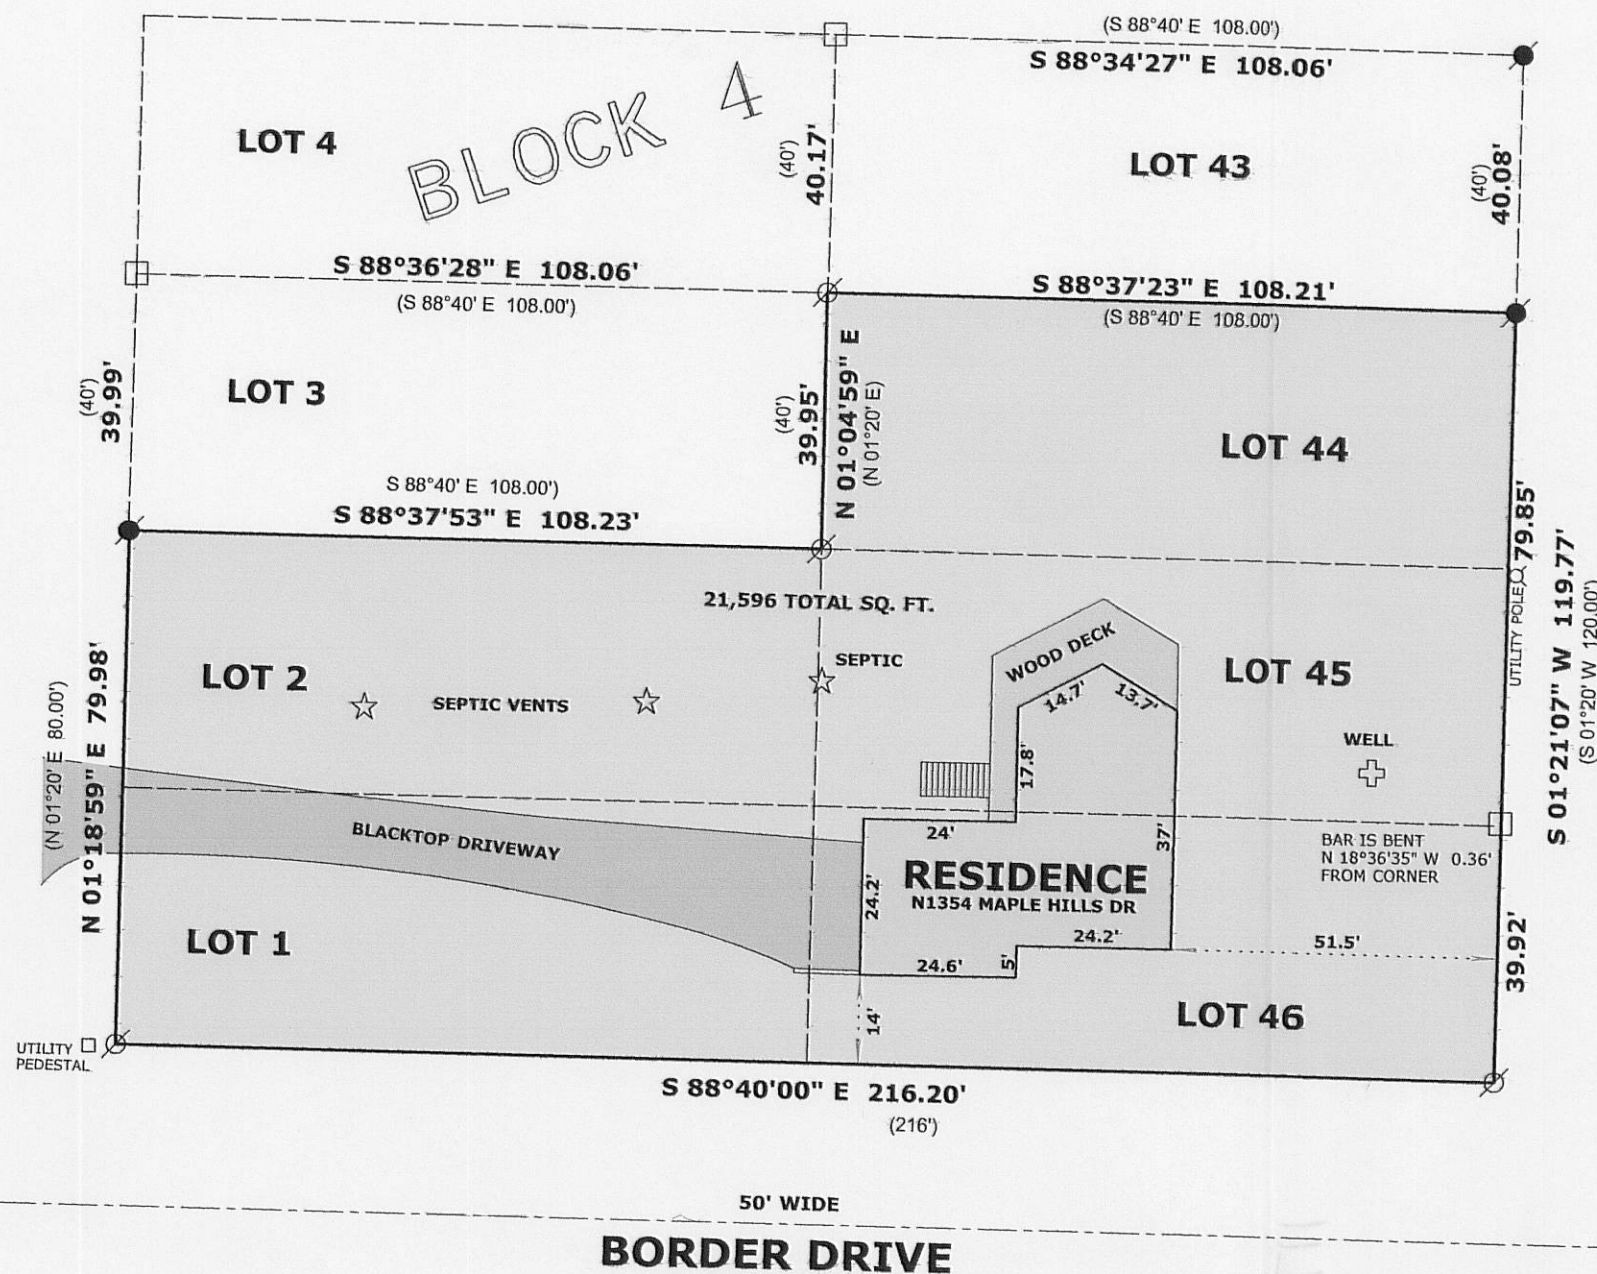 (S 88°40' E 108.00')
S 88°34'27" E 108.06'
BLOCK 4
LOT 4
(40')
40.17'
LOT 43
(40')
40.08'
S 88°36'28" E 108.06'
(S 88°40' E 108.00')
S 88°37'23" E 108.21'
(S 88°40' E 108.00')
(40')
39.99'
LOT 3
(40')
39.95'
N 01°04'59" E
(N 01°20' E)
LOT 44
S 88°40' E 108.00')
S 88°37'53" E 108.23'
79.85'
UTILITY POLE
S 01°21'07" W 119.77'
(S 01°20' W 120.00')
21,596 TOTAL SQ. FT.
LOT 2
SEPTIC VENTS
SEPTIC
WOOD DECK
14.7'
13.7'
LOT 45
WELL
(N 01°20' E 80.00')
N 01°18'59" E 79.98'
17.8'
BLACKTOP DRIVEWAY
24'
37'
BAR IS BENT
N 18°36'35" W 0.36'
FROM CORNER
RESIDENCE
N1354 MAPLE HILLS DR
24.2'
24.2'
51.5'
39.92'
LOT 1
24.6'
5'
14'
LOT 46
UTILITY
PEDESTAL
S 88°40'00" E 216.20'
(216')
50' WIDE
BORDER DRIVE